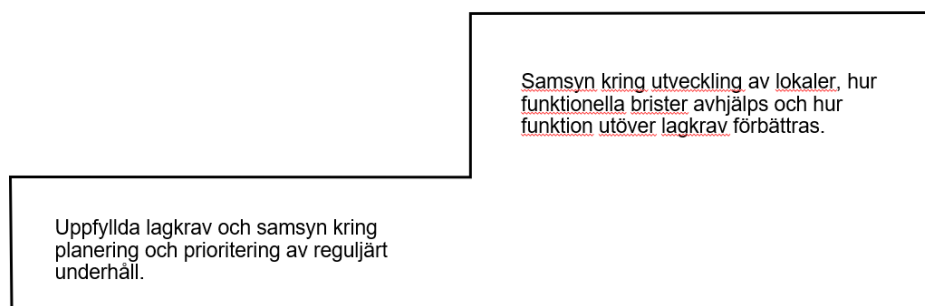 Samsyn kring utveckling av lokaler, hur
funktionella brister avhjälps och hur
funktion utöver lagkrav förbättras.
Uppfyllda lagkrav och samsyn kring
planering och prioritering av reguljärt
underhåll.